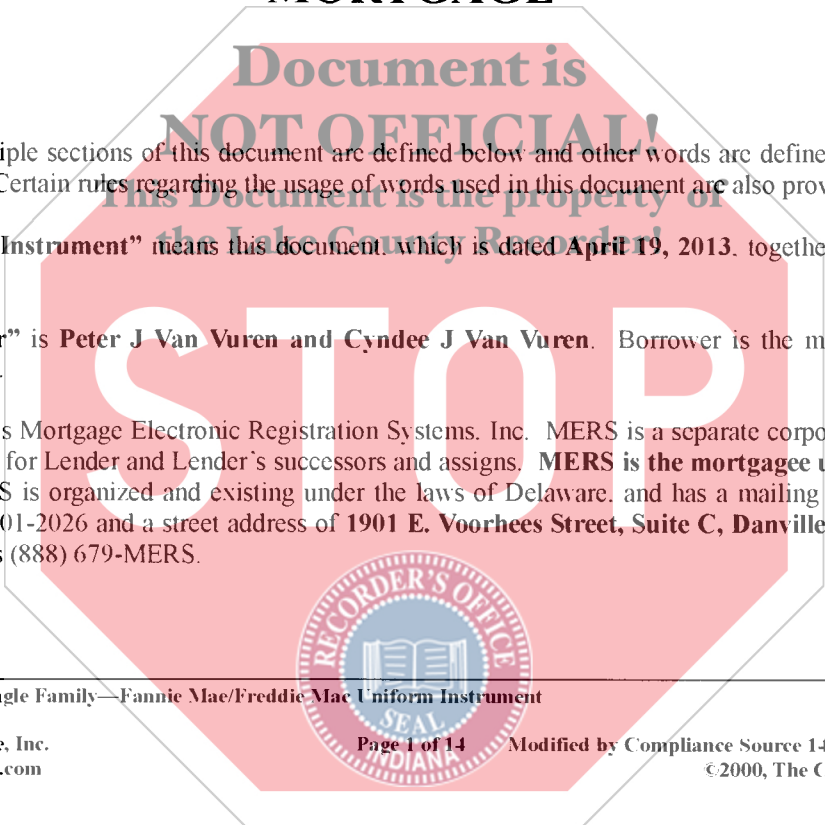 MORTGAGE
Document is
NOT OFFICIAL!
This Document is the property of
the Lake County Recorder!
STOP
iple sections of this document are defined below and other words are define
Certain rules regarding the usage of words used in this document are also prov
Instrument” means this document, which is dated April 19, 2013, togethe
r” is Peter J Van Vuren and Cyndee J Van Vuren. Borrower is the m
s Mortgage Electronic Registration Systems, Inc. MERS is a separate corpo
for Lender and Lender's successors and assigns. MERS is the mortgagee u
S is organized and existing under the laws of Delaware, and has a mailing
01-2026 and a street address of 1901 E. Voorhees Street, Suite C, Danville
s (888) 679-MERS.
RECORDER'S OFFICE
SEAL
INDIANA
ngle Family—Fannie Mae/Freddie Mac Uniform Instrument
e, Inc. Page 1 of 14 Modified by Compliance Source 14
.com ©2000, The C